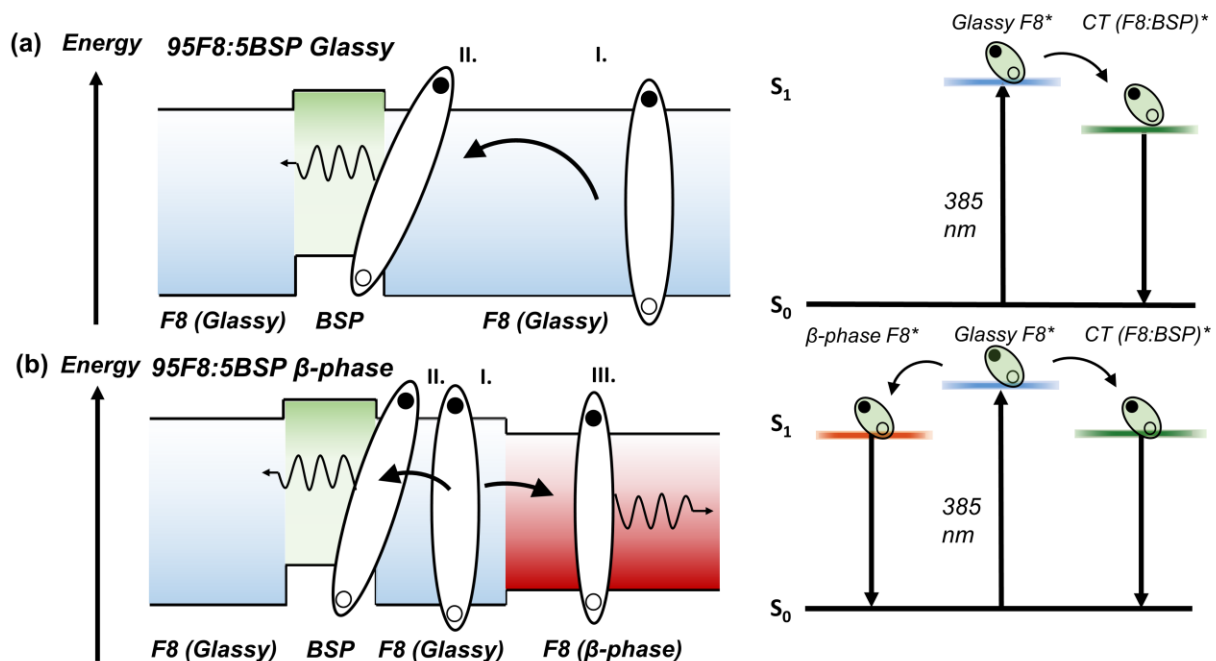 (a) Energy 95F8:5BSP Glassy
II. I.
F8 (Glassy) BSP F8 (Glassy)
Glassy F8* CT (F8:BSP)*
S1
385
nm
S0
(b) Energy 95F8:5BSP β-phase
II. I. III.
F8 (Glassy) BSP F8 (Glassy) F8 (β-phase)
β-phase F8* Glassy F8* CT (F8:BSP)*
S1
385
nm
S0